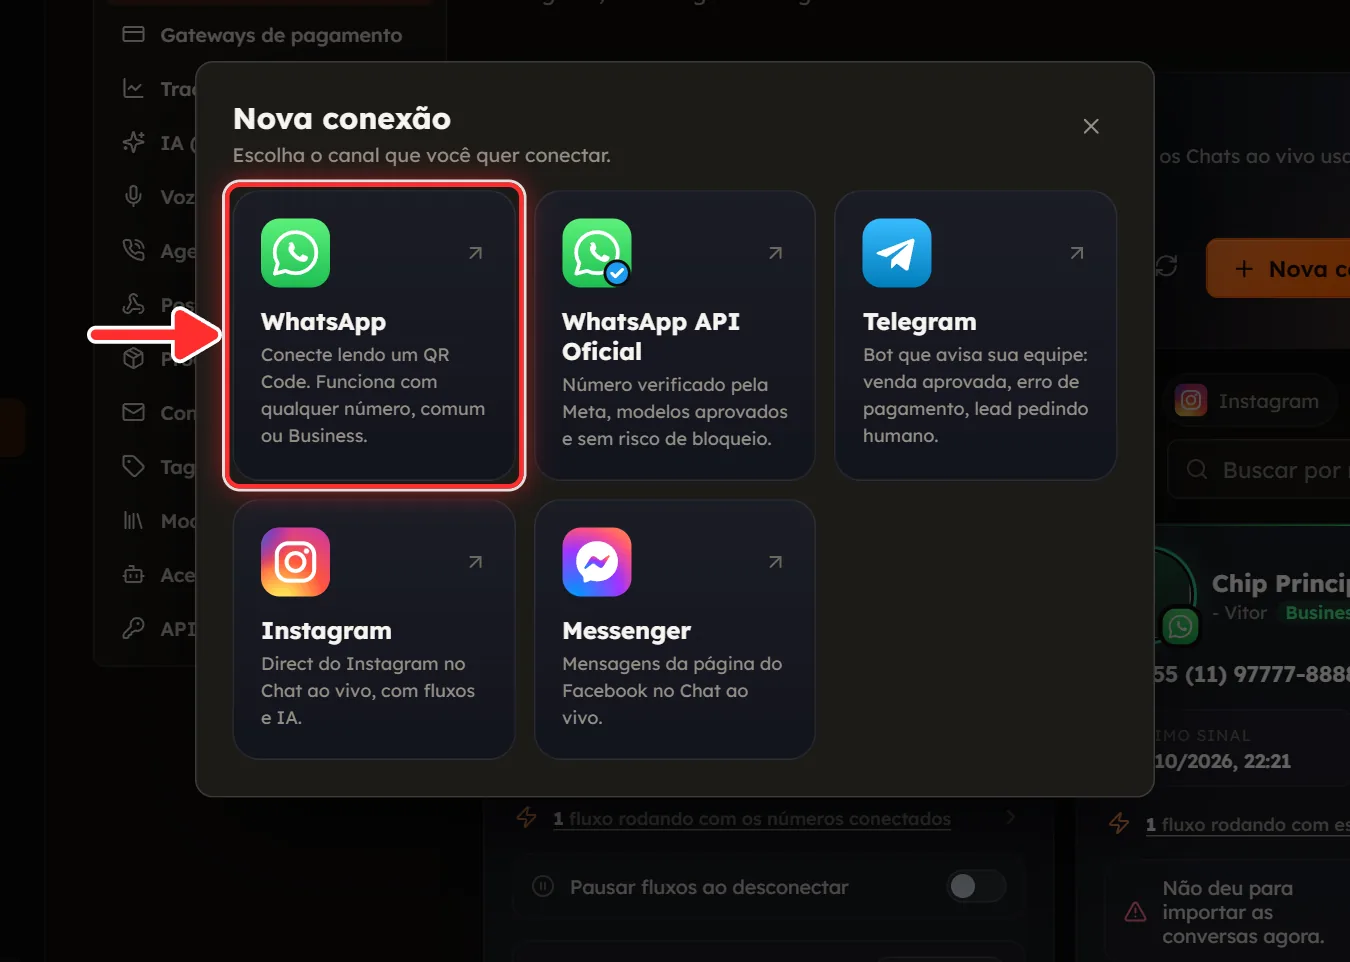 Gateways de pagamento
Nova conexão
Escolha o canal que você quer conectar.
IA (
Voz
os Chats ao vivo
WhatsApp
Conecte lendo um QR
Code. Funciona com
qualquer número, comum
ou Business.
WhatsApp API
Oficial
Número verificado pela
Meta, modelos aprovados
e sem risco de bloqueio.
Telegram
Bot que avisa sua equipe:
venda aprovada, erro de
pagamento, lead pedindo
humano.
+ Nova
Instagram
Buscar por
Tag
API
Instagram
Direct do Instagram no
Chat ao vivo, com fluxos
e IA.
Messenger
Mensagens da página do
Facebook no Chat ao
vivo.
Chip
- Vitor
55 (11) 97777-888
SINAL
10/2026, 22:21
1 fluxo rodando com os números conectados
1 fluxo rodando com
Pausar fluxos ao desconectar
Não deu para
importar as
conversas agora.